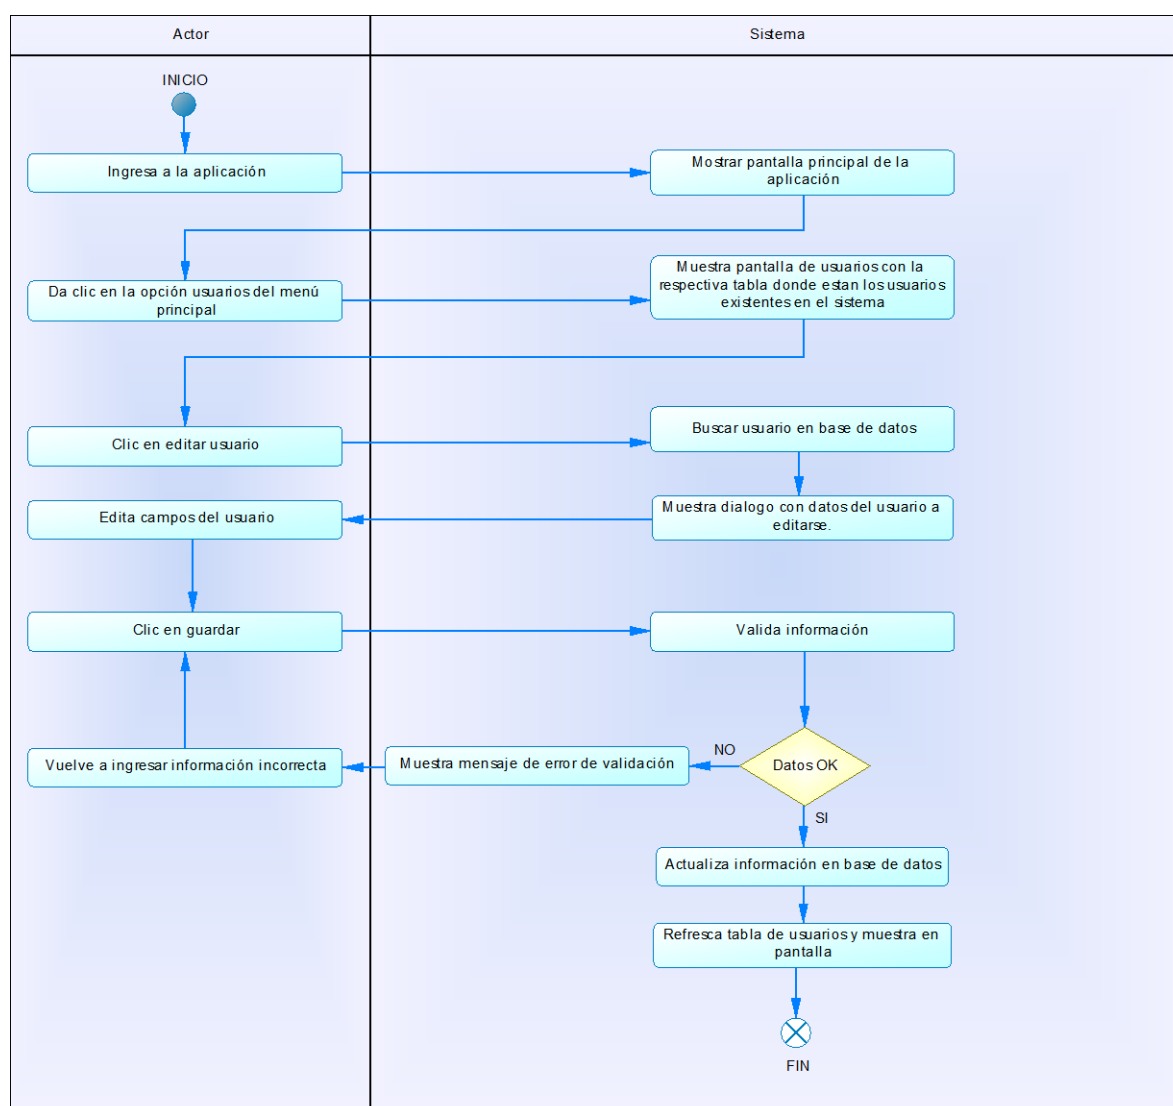 Actor
Sistema
INICIO
Ingresa a la aplicación
Mostrar pantalla principal de la
aplicación
Da clic en la opción usuarios del menú
principal
Muestra pantalla de usuarios con la
respectiva tabla donde estan los usuarios
existentes en el sistema
Clic en editar usuario
Buscar usuario en base de datos
Muestra dialogo con datos del usuario a
editarse.
Edita campos del usuario
Clic en guardar
Valida información
Datos OK
NO
Muestra mensaje de error de validación
Vuelve a ingresar información incorrecta
SI
Actualiza información en base de datos
Refresca tabla de usuarios y muestra en
pantalla
FIN